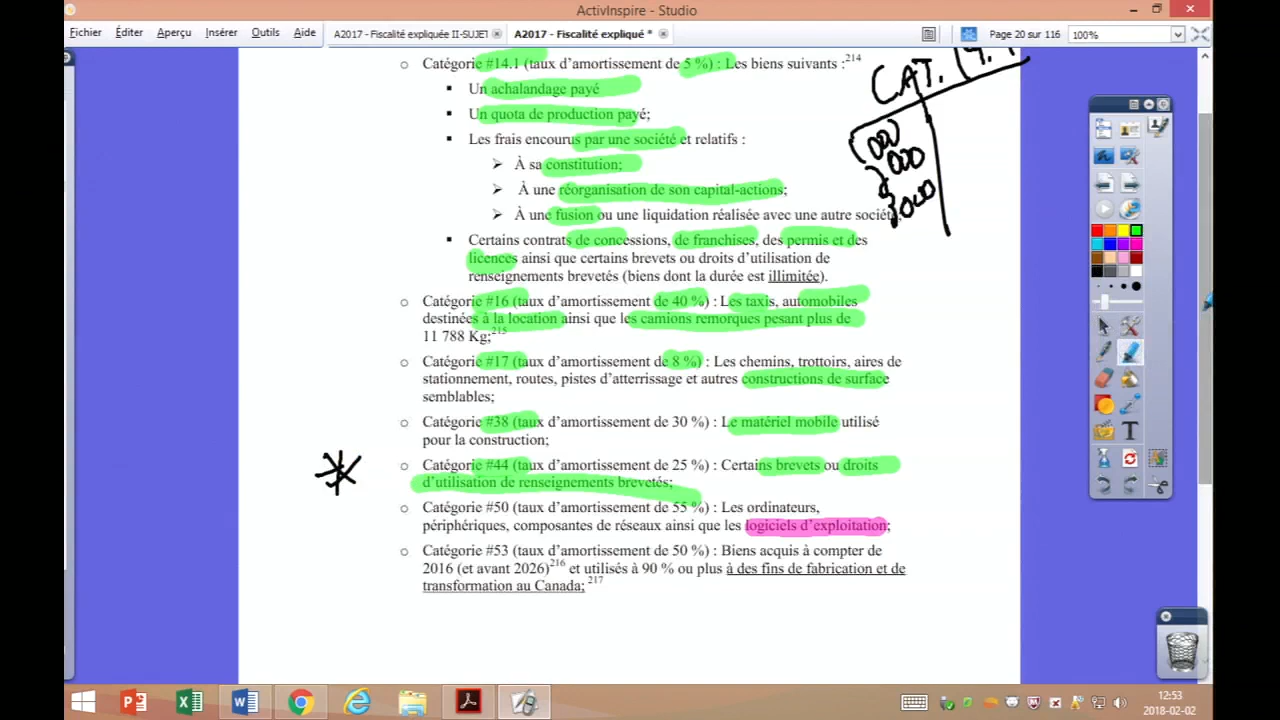 ActivInspire - Studio
Fichier Éditer Aperçu Insérer Outils Aide
A2017 - Fiscalité expliquée II-SUJET
A2017 - Fiscalité expliqué *
Page 20 sur 116
100%
Catégorie #14.1 (taux d’amortissement de 5 %) : Les biens suivants :214
Un achalandage payé
Un quota de production payé;
Les frais encourus par une société et relatifs :
À sa constitution;
À une réorganisation de son capital-actions;
À une fusion ou une liquidation réalisée avec une autre société;
Certains contrats de concessions, de franchises, des permis et des
licences ainsi que certains brevets ou droits d’utilisation de
renseignements brevetés (biens dont la durée est illimitée).
Catégorie #16 (taux d’amortissement de 40 %) : Les taxis, automobiles
destinées à la location ainsi que les camions remorques pesant plus de
11 788 Kg;215
Catégorie #17 (taux d’amortissement de 8 %) : Les chemins, trottoirs, aires de
stationnement, routes, pistes d’atterrissage et autres constructions de surface
semblables;
Catégorie #38 (taux d’amortissement de 30 %) : Le matériel mobile utilisé
pour la construction;
Catégorie #44 (taux d’amortissement de 25 %) : Certains brevets ou droits
d’utilisation de renseignements brevetés;
Catégorie #50 (taux d’amortissement de 55 %) : Les ordinateurs,
périphériques, composantes de réseaux ainsi que les logiciels d’exploitation;
Catégorie #53 (taux d’amortissement de 50 %) : Biens acquis à compter de
2016 (et avant 2026)216 et utilisés à 90 % ou plus à des fins de fabrication et de
transformation au Canada;217
CAT. 14.1
000
000
000
12:53
2018-02-02